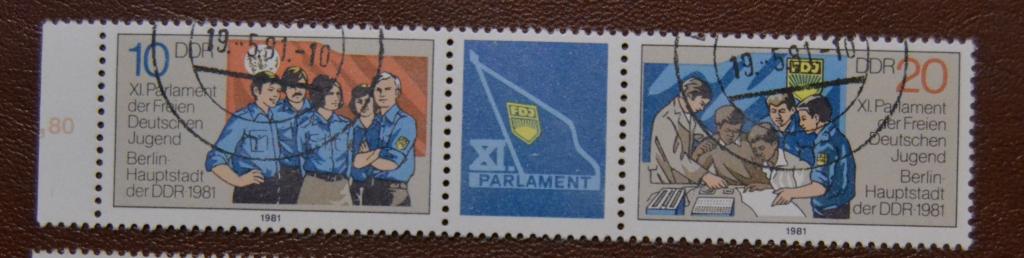 ,80
10 DDR
XI. Parlament
der Freien
Deutschen
Jugend
Berlin-
Hauptstadt
der DDR 1981
1981
19.-5.81.-10
FDJ
XI.
PARLAMENT
19.-5.81.-10
FDJ
DDR 20
XI. Parlament
der Freien
Deutschen
Jugend
Berlin-
Hauptstadt
der DDR 1981
1981